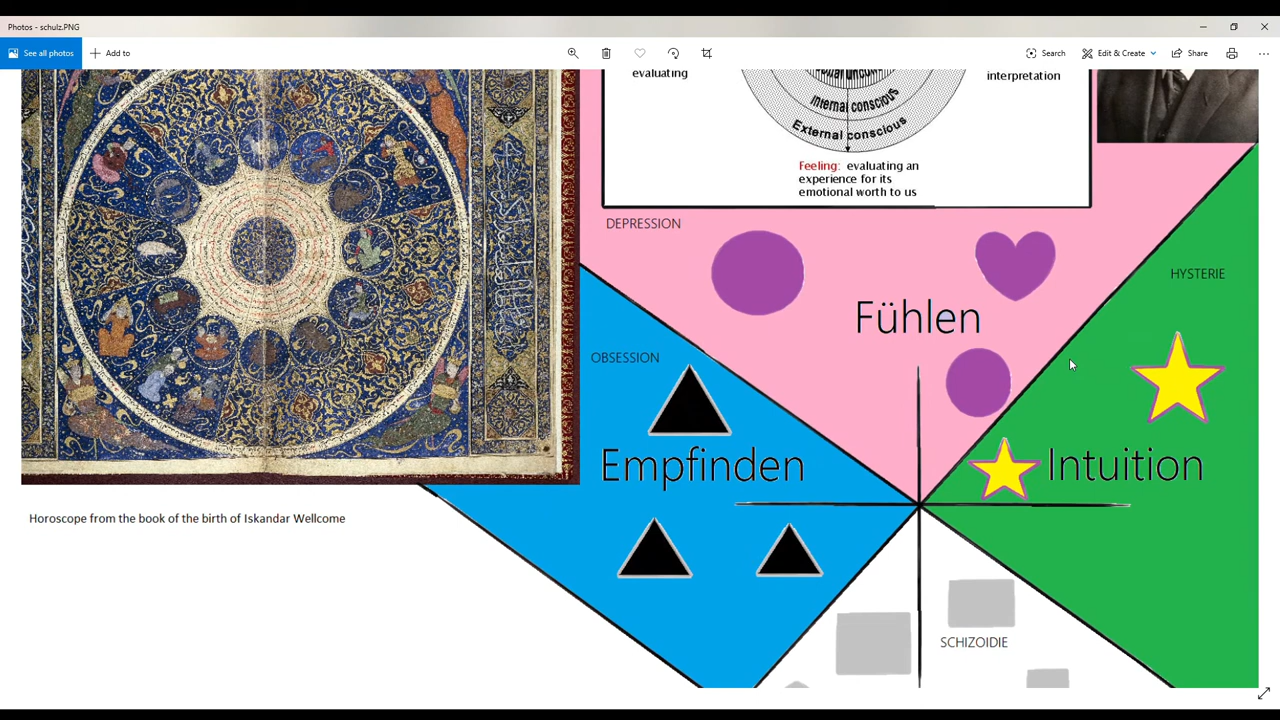 Photos - schulz.PNG
See all photos
Add to
Search
Edit & Create
Share
evaluating
interpretation
Internal conscious
External conscious
Feeling: evaluating an
experience for its
emotional worth to us
DEPRESSION
HYSTERIE
Fühlen
OBSESSION
Empfinden
Intuition
Horoscope from the book of the birth of Iskandar Wellcome
SCHIZOIDIE